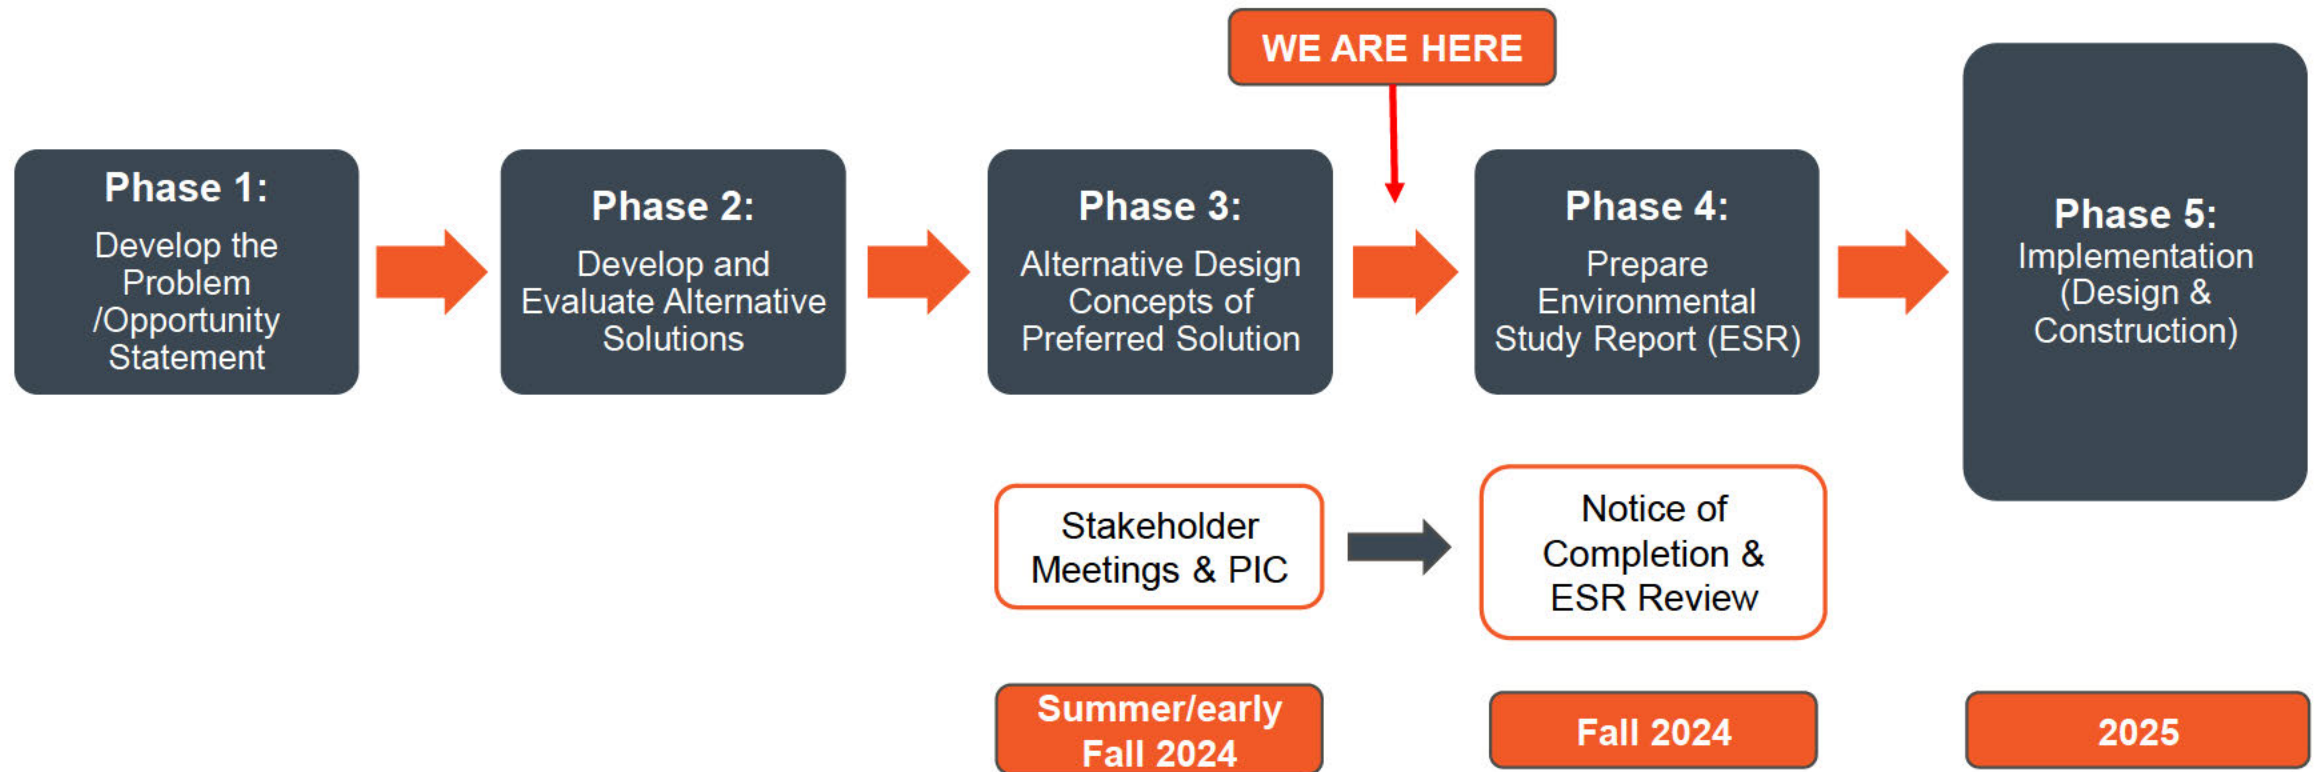 WE ARE HERE
Phase 1:
Develop the
Problem
/Opportunity
Statement
Phase 2:
Develop and
Evaluate Alternative
Solutions
Phase 3:
Alternative Design
Concepts of
Preferred Solution
Phase 4:
Prepare
Environmental
Study Report (ESR)
Phase 5:
Implementation
(Design &
Construction)
Stakeholder
Meetings & PIC
Notice of
Completion &
ESR Review
Summer/early
Fall 2024
Fall 2024
2025